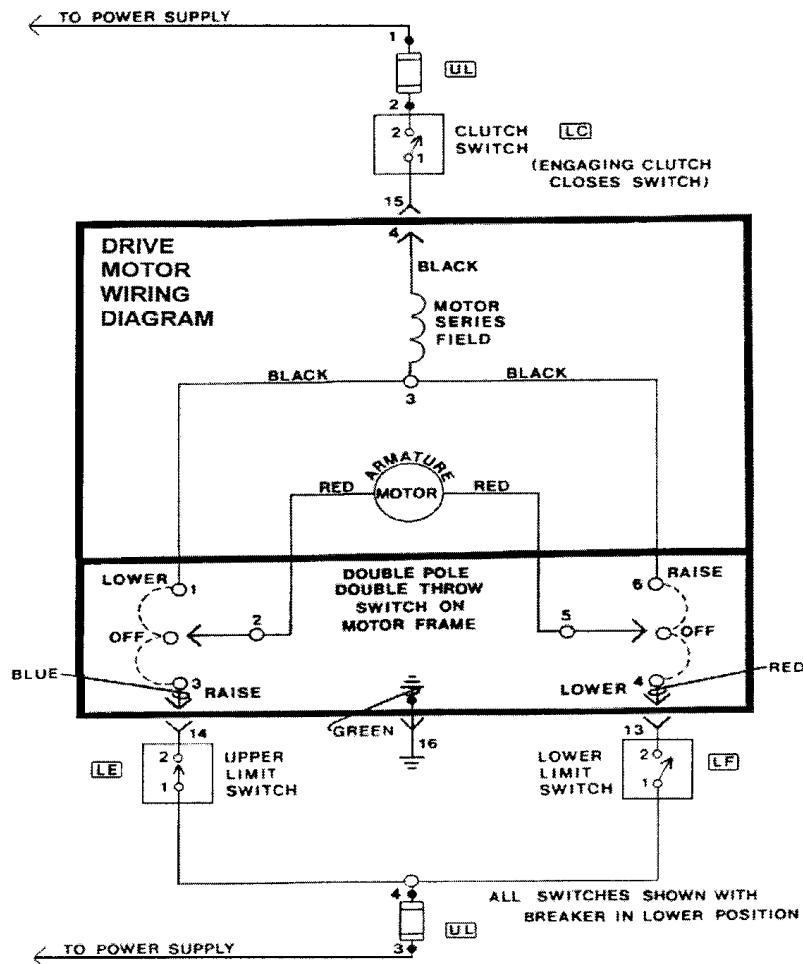 TO POWER SUPPLY
1
UL
2
2
CLUTCH
SWITCH
LC
1
(ENGAGING CLUTCH
CLOSES SWITCH)
15
4
DRIVE
MOTOR
WIRING
DIAGRAM
BLACK
MOTOR
SERIES
FIELD
BLACK
BLACK
3
ARMATURE
RED
MOTOR
RED
LOWER
1
DOUBLE POLE
DOUBLE THROW
SWITCH ON
MOTOR FRAME
6
RAISE
OFF
2
5
OFF
BLUE
3
RAISE
LOWER
4
RED
GREEN
14
16
13
LE
2
1
UPPER
LIMIT
SWITCH
LOWER
LIMIT
SWITCH
2
1
LF
4
ALL SWITCHES SHOWN WITH
BREAKER IN LOWER POSITION
UL
3
TO POWER SUPPLY